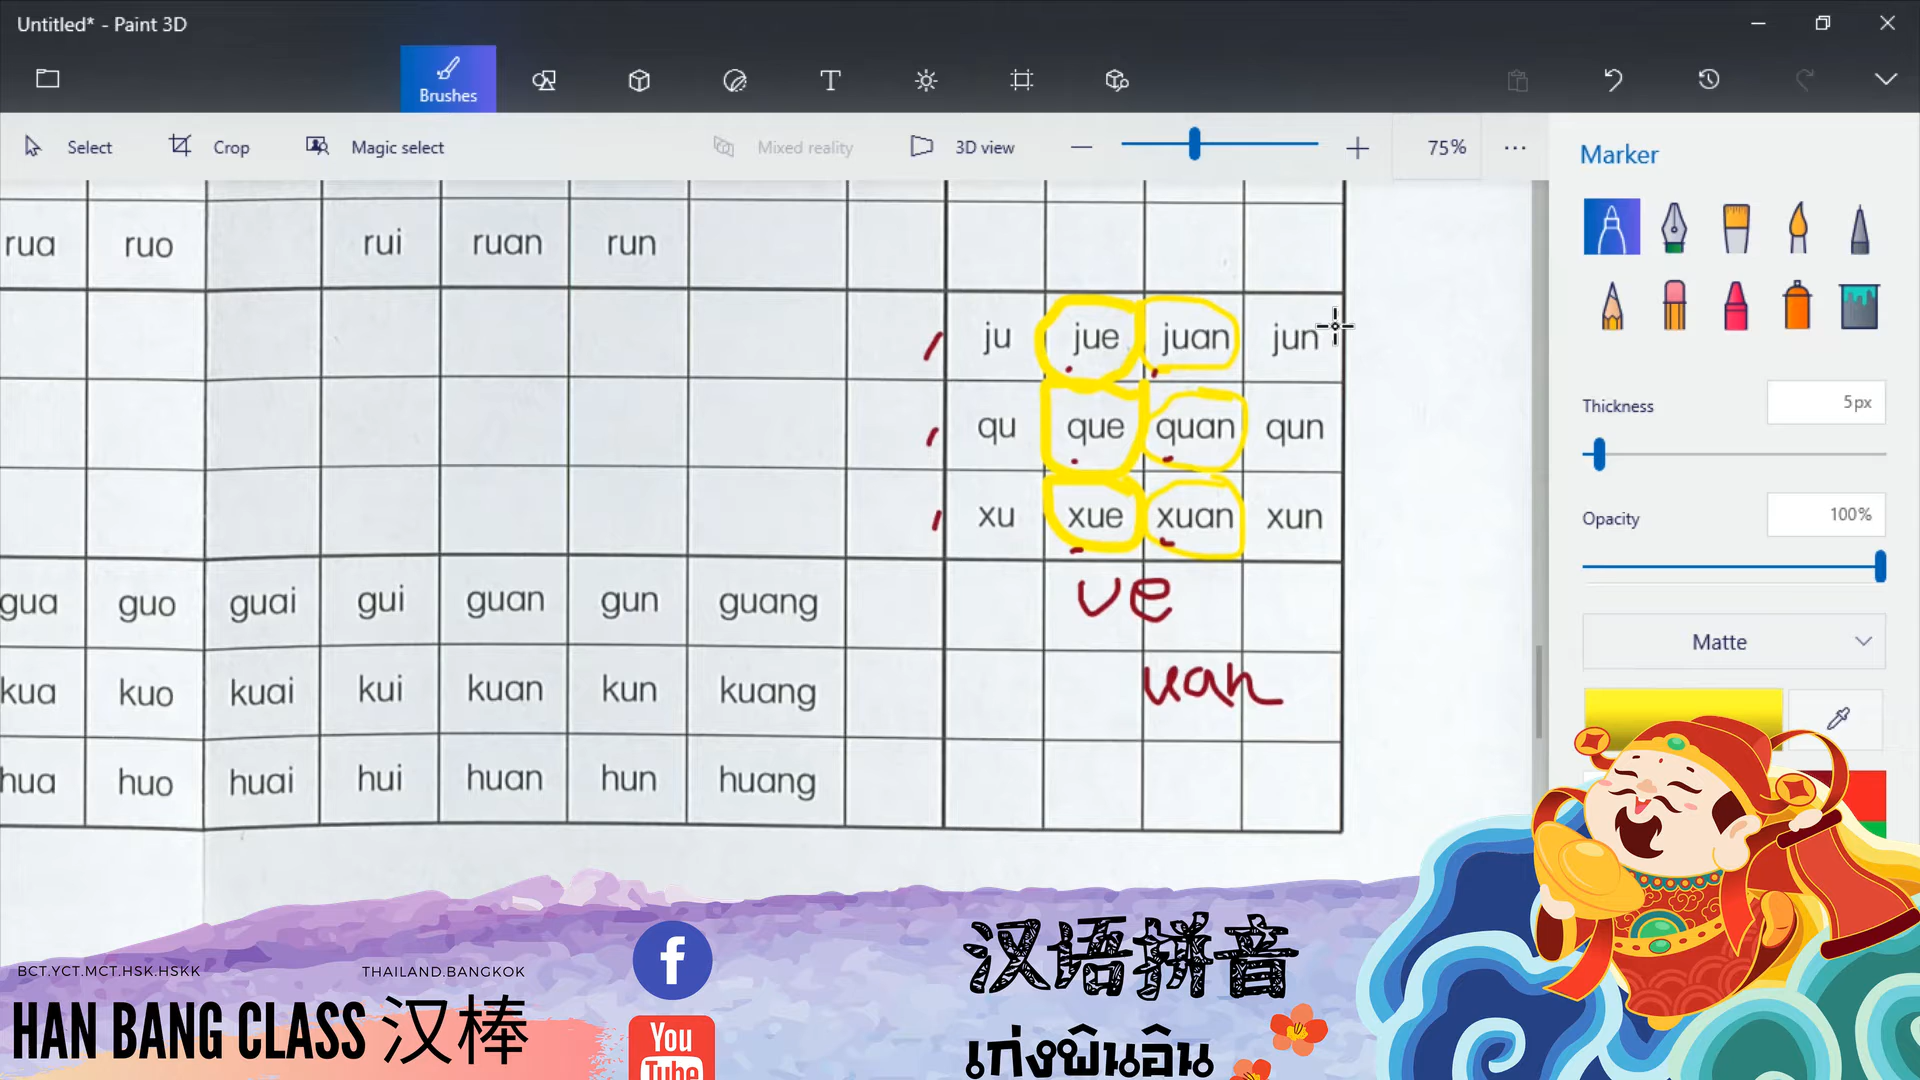 Untitled* - Paint 3D
Brushes
Select Crop Magic select Mixed reality 3D view 75%
Marker
rua ruo rui ruan run
ju jue juan jun
qu que quan qun
xu xue xuan xun
Thickness 5px
Opacity 100%
Matte
gua guo guai gui guan gun guang
ue
kua kuo kuai kui kuan kun kuang
uan
hua huo huai hui huan hun huang
BCT.YCT.MCT.HSK.HSKK THAILAND.BANGKOK
HAN BANG CLASS 汉棒
f
You
Tube
汉语拼音
เก่งพินอิน